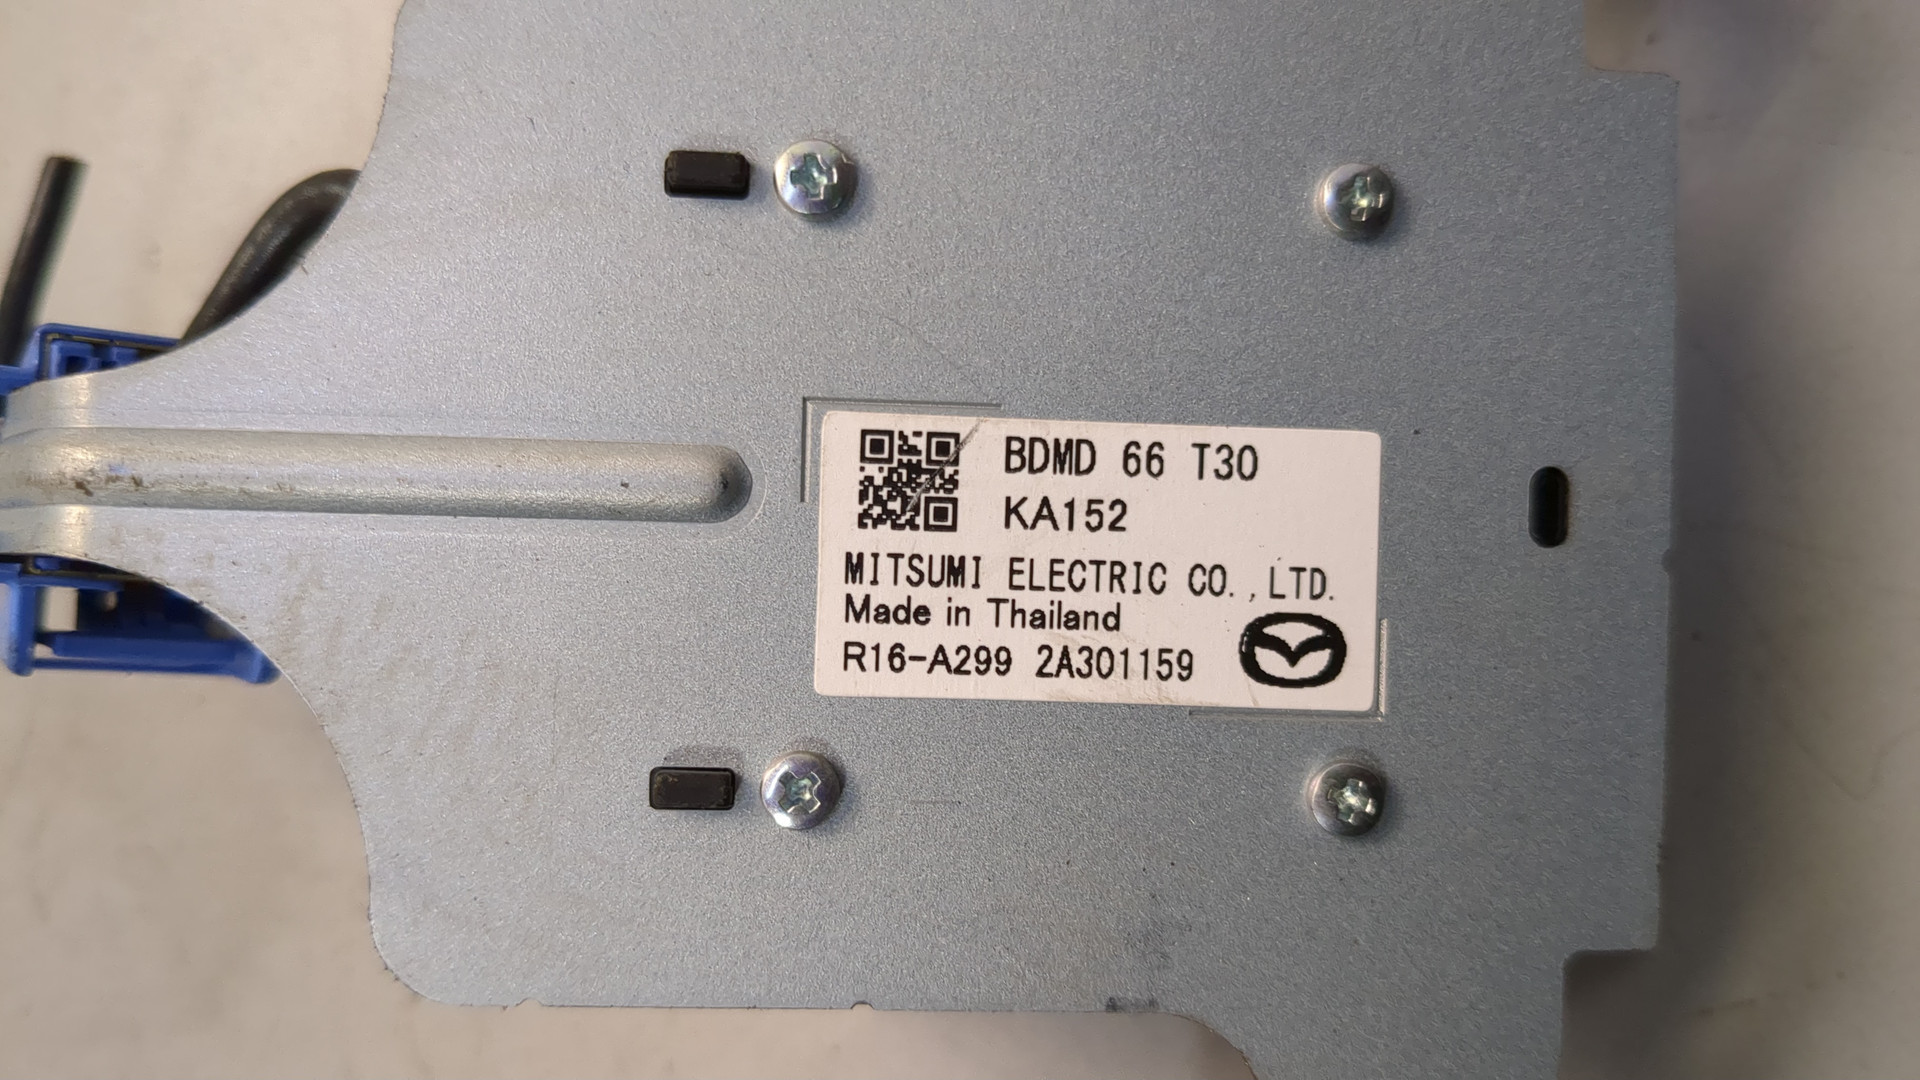 BDMD 66 T30
KA152
MITSUMI ELECTRIC CO.,LTD.
Made in Thailand
R16-A299 2A301159